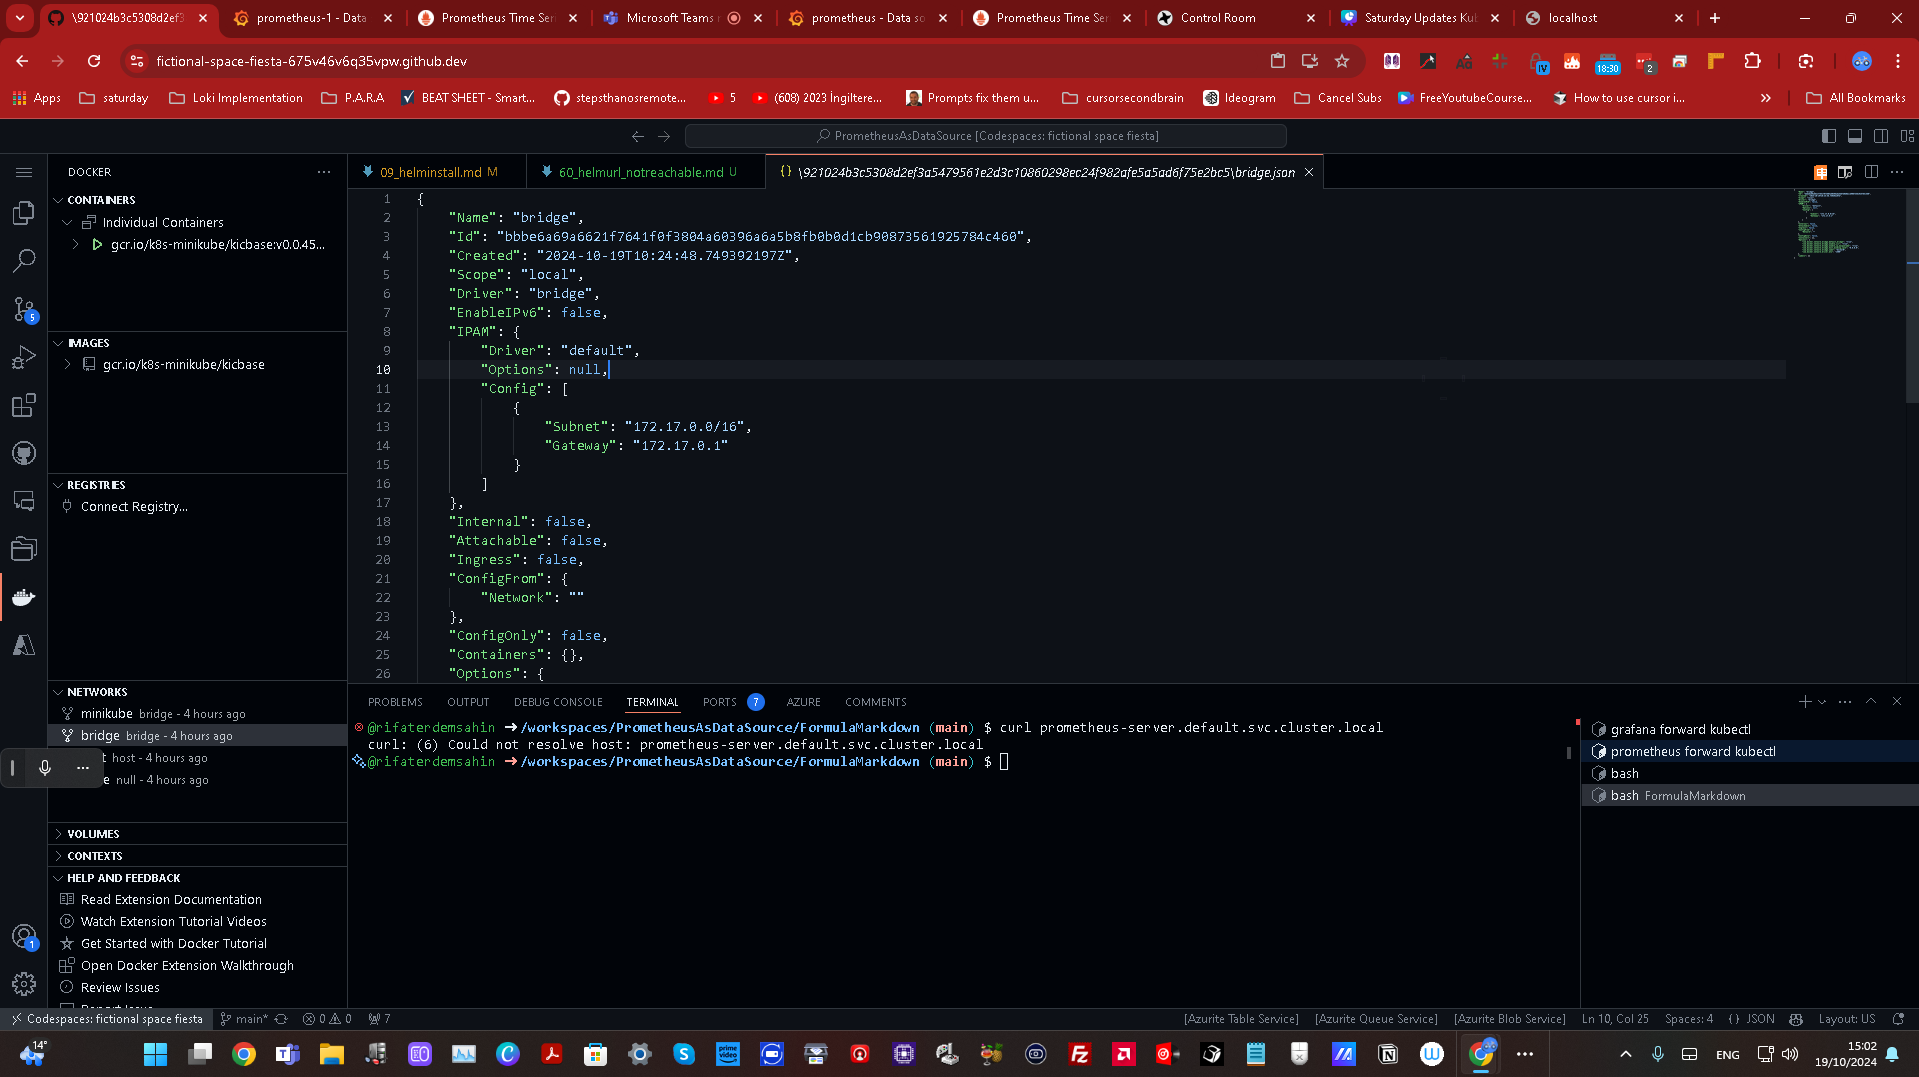 \921024b3c5308d2ef3
prometheus-1 - Data
Prometheus Time Ser
Microsoft Teams
prometheus - Data so
Prometheus Time Ser
Control Room
Saturday Updates Kub
localhost
fictional-space-fiesta-675v46v6q35vpw.github.dev
IV
18:30
2
Apps
saturday
Loki Implementation
P.A.R.A
BEAT SHEET - Smart...
stepsthanosremote...
5
(608) 2023 İngiltere...
Prompts fix them u...
cursorsecondbrain
Ideogram
Cancel Subs
FreeYoutubeCourse...
How to use cursor i...
All Bookmarks
PrometheusAsDataSource [Codespaces: fictional space fiesta]
DOCKER
CONTAINERS
Individual Containers
gcr.io/k8s-minikube/kicbase:v0.0.45...
IMAGES
gcr.io/k8s-minikube/kicbase
REGISTRIES
Connect Registry...
NETWORKS
minikube bridge - 4 hours ago
bridge bridge - 4 hours ago
host - 4 hours ago
null - 4 hours ago
VOLUMES
CONTEXTS
HELP AND FEEDBACK
Read Extension Documentation
Watch Extension Tutorial Videos
Get Started with Docker Tutorial
Open Docker Extension Walkthrough
Review Issues
5
1
09_helminstall.md M
60_helmurl_notreachable.md U
{} \921024b3c5308d2ef3a5479561e2d3c10860298ec24f982afe5a5ad6f75e2bc5\bridge.json
1 {
2 "Name": "bridge",
3 "Id": "bbbe6a69a6621f7641f0f3804a60396a6a5b8fb0b0d1cb90873561925784c460",
4 "Created": "2024-10-19T10:24:48.749392197Z",
5 "Scope": "local",
6 "Driver": "bridge",
7 "EnableIPv6": false,
8 "IPAM": {
9 "Driver": "default",
10 "Options": null,
11 "Config": [
12 {
13 "Subnet": "172.17.0.0/16",
14 "Gateway": "172.17.0.1"
15 }
16 ]
17 },
18 "Internal": false,
19 "Attachable": false,
20 "Ingress": false,
21 "ConfigFrom": {
22 "Network": ""
23 },
24 "ConfigOnly": false,
25 "Containers": {},
26 "Options": {
PROBLEMS
OUTPUT
DEBUG CONSOLE
TERMINAL
PORTS 7
AZURE
COMMENTS
@rifaterdemsahin ➜/workspaces/PrometheusAsDataSource/FormulaMarkdown (main) $ curl prometheus-server.default.svc.cluster.local
curl: (6) Could not resolve host: prometheus-server.default.svc.cluster.local
@rifaterdemsahin ➜/workspaces/PrometheusAsDataSource/FormulaMarkdown (main) $
grafana forward kubectl
prometheus forward kubectl
bash
bash FormulaMarkdown
Codespaces: fictional space fiesta
main*
0 0
7
[Azurite Table Service]
[Azurite Queue Service]
[Azurite Blob Service]
Ln 10, Col 25
Spaces: 4
{} JSON
Layout: US
14°
ENG
15:02
19/10/2024